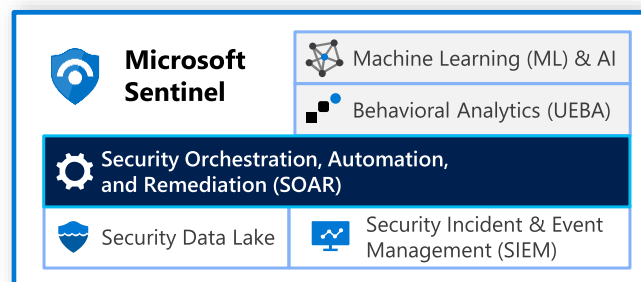 Microsoft
Sentinel
Machine Learning (ML) & AI
Behavioral Analytics (UEBA)
Security Orchestration, Automation,
and Remediation (SOAR)
Security Data Lake
Security Incident & Event
Management (SIEM)